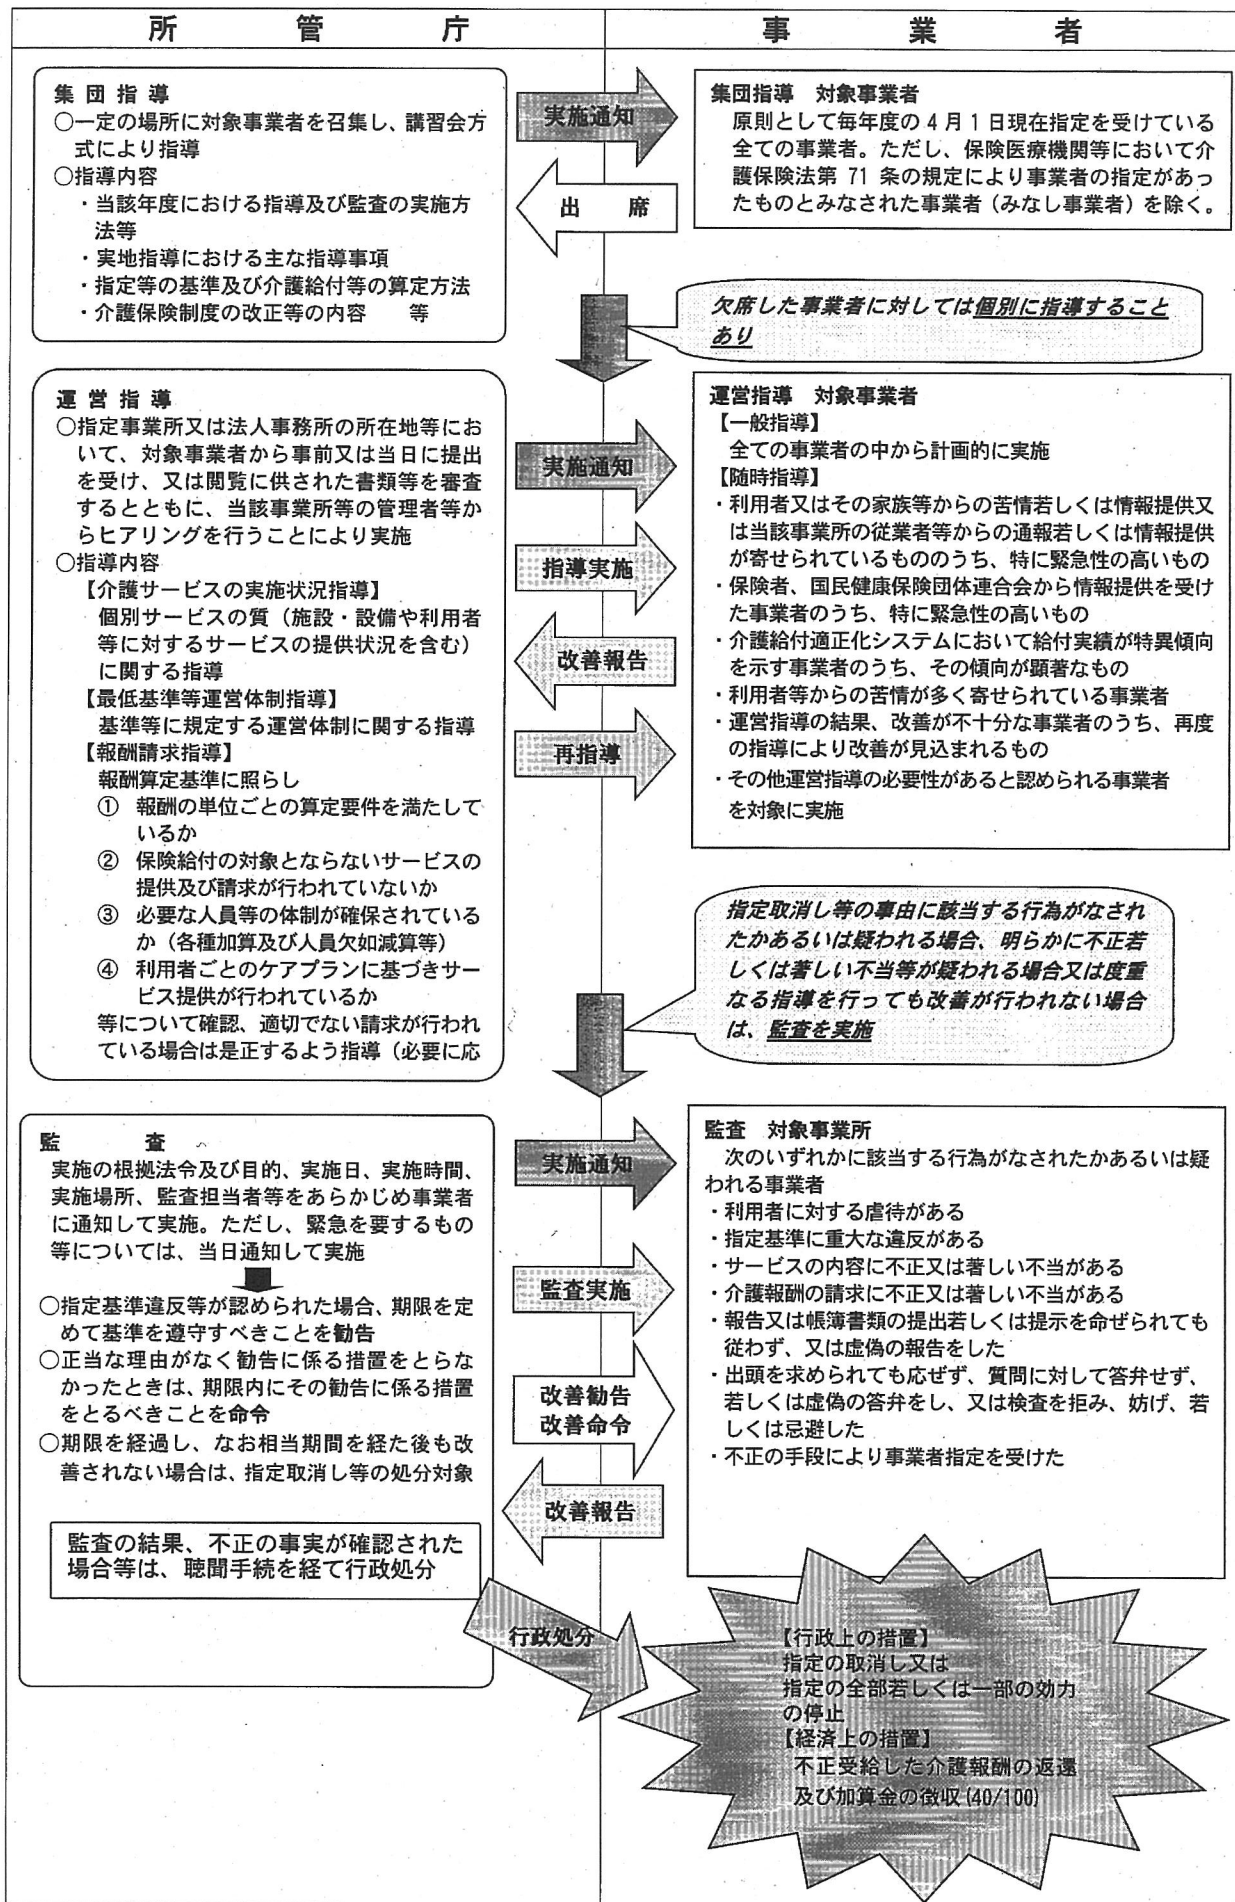 所管庁
事業者
集団指導
○一定の場所に対象事業者を召集し、講習会方
式により指導
○指導内容
・当該年度における指導及び監査の実施方
法等
・実地指導における主な指導事項
・指定等の基準及び介護給付等の算定方法
・介護保険制度の改正等の内容　等
実施通知
出　席
集団指導　対象事業者
原則として毎年度の4月1日現在指定を受けている
全ての事業者。ただし、保険医療機関等において介
護保険法第 71 条の規定により事業者の指定があっ
たものとみなされた事業者（みなし事業者）を除く。
欠席した事業者に対しては個別に指導すること
あり
運営指導
○指定事業所又は法人事務所の所在地等にお
いて、対象事業者から事前又は当日に提出
を受け、又は閲覧に供された書類等を審査
するとともに、当該事業所等の管理者等か
らヒアリングを行うことにより実施
○指導内容
【介護サービスの実施状況指導】
個別サービスの質（施設・設備や利用者
等に対するサービスの提供状況を含む）
に関する指導
【最低基準等運営体制指導】
基準等に規定する運営体制に関する指導
【報酬請求指導】
報酬算定基準に照らし
①　報酬の単位ごとの算定要件を満たして
いるか
②　保険給付の対象とならないサービスの
提供及び請求が行われていないか
③　必要な人員等の体制が確保されている
か（各種加算及び人員欠如減算等）
④　利用者ごとのケアプランに基づきサー
ビス提供が行われているか
等について確認、適切でない請求が行われ
ている場合は是正するよう指導（必要に応
実施通知
指導実施
改善報告
再指導
運営指導　対象事業者
【一般指導】
全ての事業者の中から計画的に実施
【随時指導】
・利用者又はその家族等からの苦情若しくは情報提供又
は当該事業所の従業者等からの通報若しくは情報提供
が寄せられているもののうち、特に緊急性の高いもの
・保険者、国民健康保険団体連合会から情報提供を受け
た事業者のうち、特に緊急性の高いもの
・介護給付適正化システムにおいて給付実績が特異傾向
を示す事業者のうち、その傾向が顕著なもの
・利用者等からの苦情が多く寄せられている事業者
・運営指導の結果、改善が不十分な事業者のうち、再度
の指導により改善が見込まれるもの
・その他運営指導の必要性があると認められる事業者
を対象に実施
指定取消し等の事由に該当する行為がなされ
たかあるいは疑われる場合、明らかに不正若
しくは著しい不当等が疑われる場合又は度重
なる指導を行っても改善が行われない場合
は、監査を実施
監　査
実施の根拠法令及び目的、実施日、実施時間、
実施場所、監査担当者等をあらかじめ事業者
に通知して実施。ただし、緊急を要するもの
等については、当日通知して実施
○指定基準違反等が認められた場合、期限を定
めて基準を遵守すべきことを勧告
○正当な理由がなく勧告に係る措置をとらな
かったときは、期限内にその勧告に係る措置
をとるべきことを命令
○期限を経過し、なお相当期間を経た後も改
善されない場合は、指定取消し等の処分対象
監査の結果、不正の事実が確認された
場合等は、聴聞手続を経て行政処分
実施通知
監査実施
改善勧告
改善命令
改善報告
行政処分
監査　対象事業所
次のいずれかに該当する行為がなされたかあるいは疑
われる事業者
・利用者に対する虐待がある
・指定基準に重大な違反がある
・サービスの内容に不正又は著しい不当がある
・介護報酬の請求に不正又は著しい不当がある
・報告又は帳簿書類の提出若しくは提示を命ぜられても
従わず、又は虚偽の報告をした
・出頭を求められても応ぜず、質問に対して答弁せず、
若しくは虚偽の答弁をし、又は検査を拒み、妨げ、若
しくは忌避した
・不正の手段により事業者指定を受けた
【行政上の措置】
指定の取消し又は
指定の全部若しくは一部の効力
の停止
【経済上の措置】
不正受給した介護報酬の返還
及び加算金の徴収(40/100)